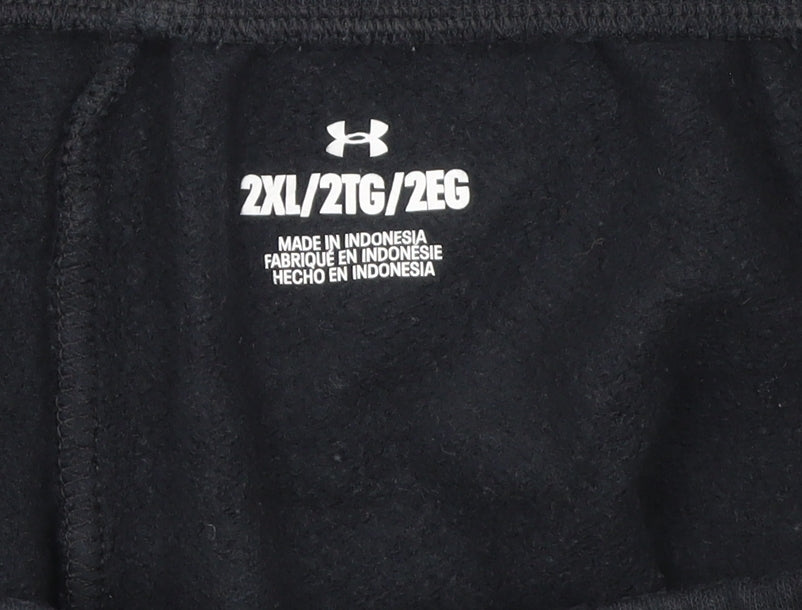 2XL/2TG/2EG
MADE IN INDONESIA
FABRIQUÉ EN INDONÉSIE
HECHO EN INDONESIA